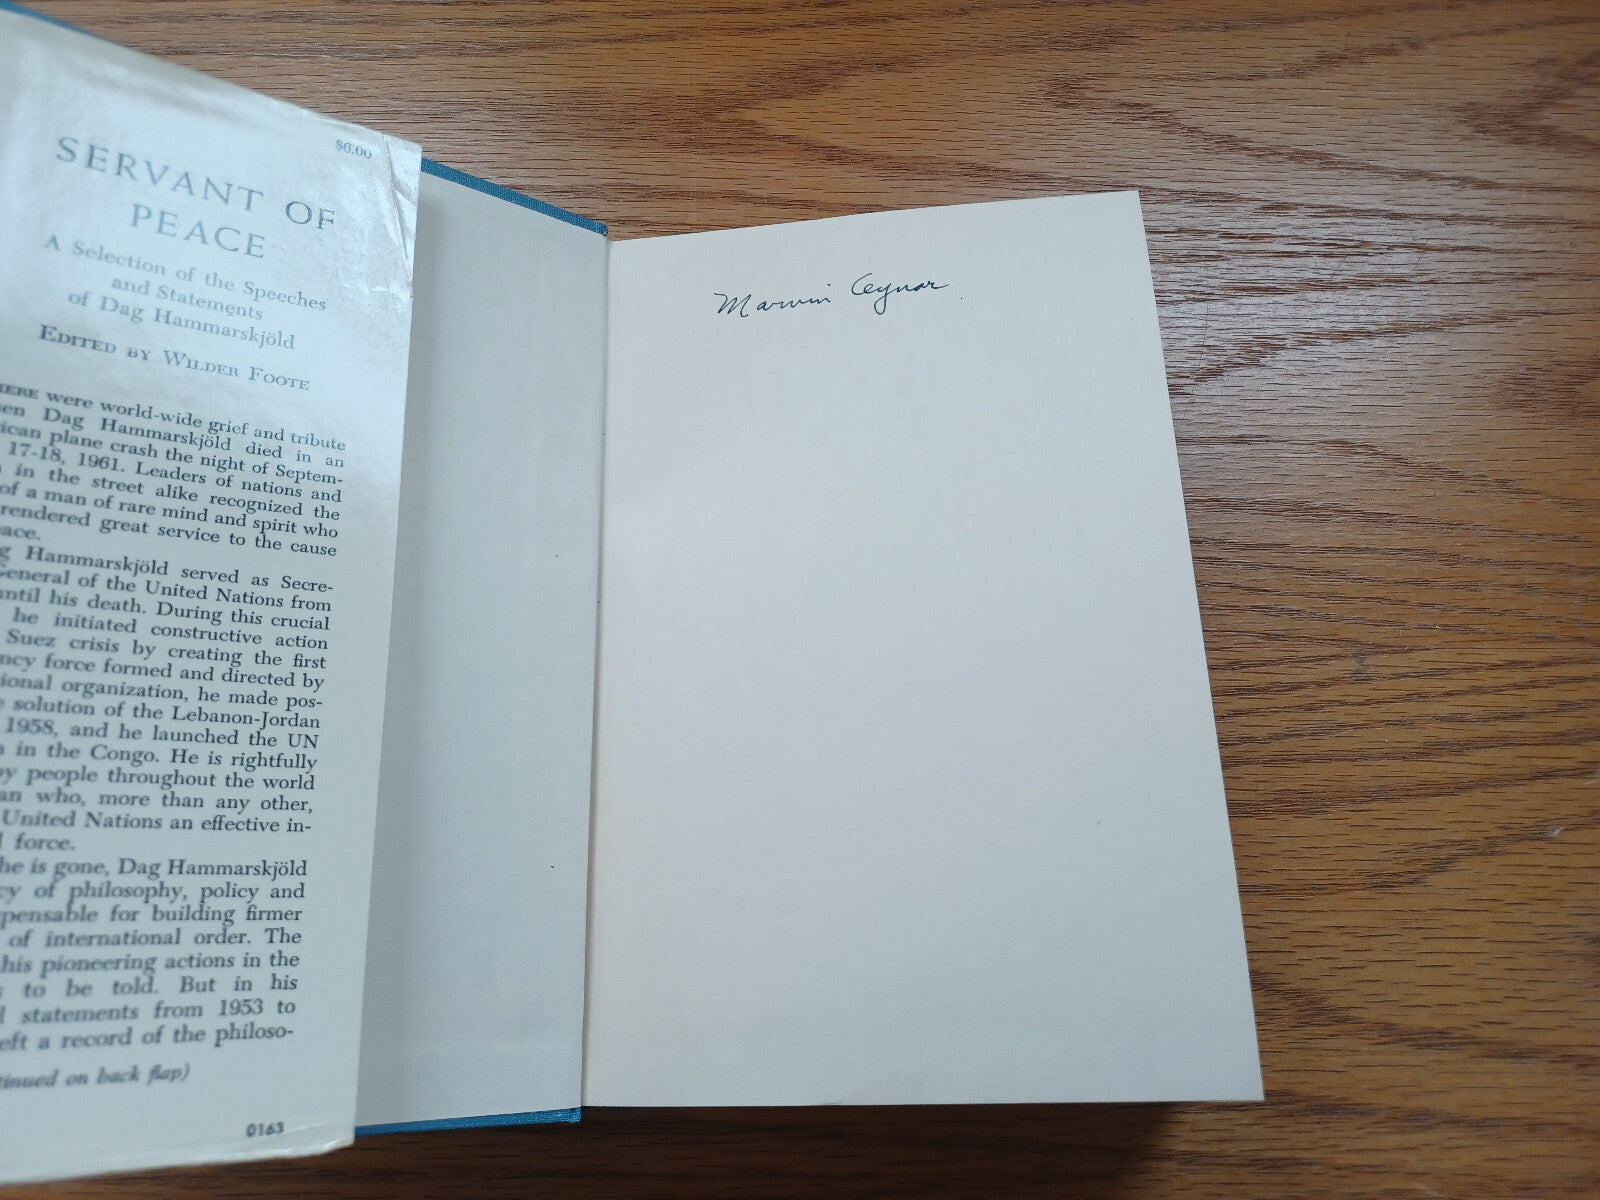 $6.00
SERVANT OF
PEACE
A Selection of the Speeches
and Statements
of Dag Hammarskjöld
EDITED BY WILDER FOOTE
were world-wide grief and tribute
Dag Hammarskjöld died in an
plane crash the night of Septem-
17-18, 1961. Leaders of nations and
in the street alike recognized the
of a man of rare mind and spirit who
rendered great service to the cause
Hammarskjöld served as Secre-
General of the United Nations from
until his death. During this crucial
he initiated constructive action
Suez crisis by creating the first
force formed and directed by
organization, he made pos-
solution of the Lebanon-Jordan
1958, and he launched the UN
in the Congo. He is rightfully
by people throughout the world
who, more than any other,
United Nations an effective in-
force.
he is gone, Dag Hammarskjöld
of philosophy, policy and
for building firmer
of international order. The
his pioneering actions in the
to be told. But in his
statements from 1953 to
a record of the philoso-
on back flap)
0163
Marvin Ceynar